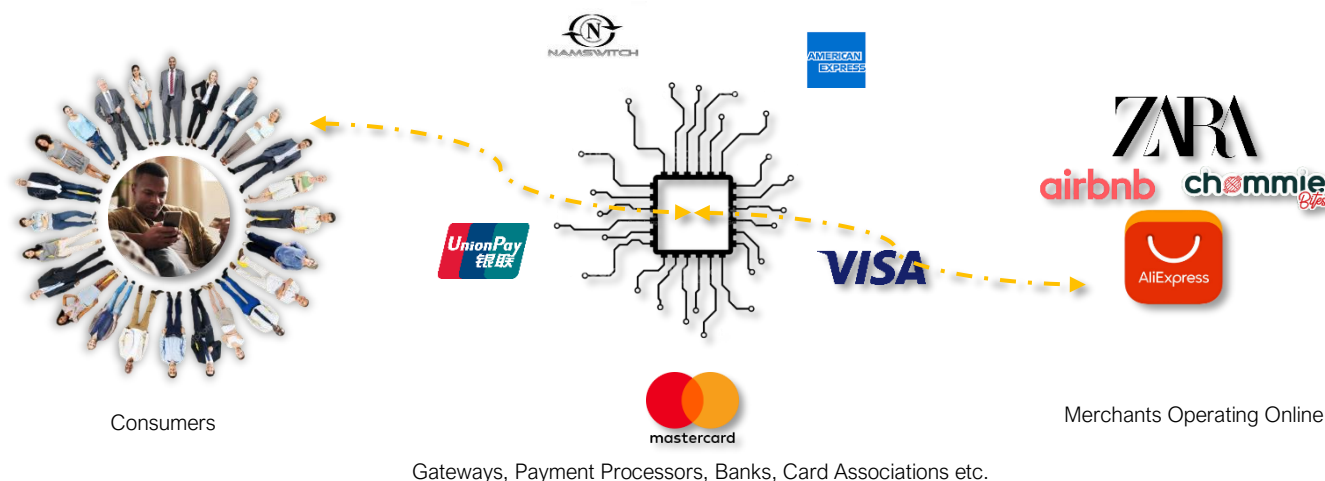 N
NAMSWITCH
AMERICAN
EXPRESS
ZARA
airbnb
chommie
Bites
UnionPay
银联
VISA
AliExpress
mastercard
Consumers
Merchants Operating Online
Gateways, Payment Processors, Banks, Card Associations etc.